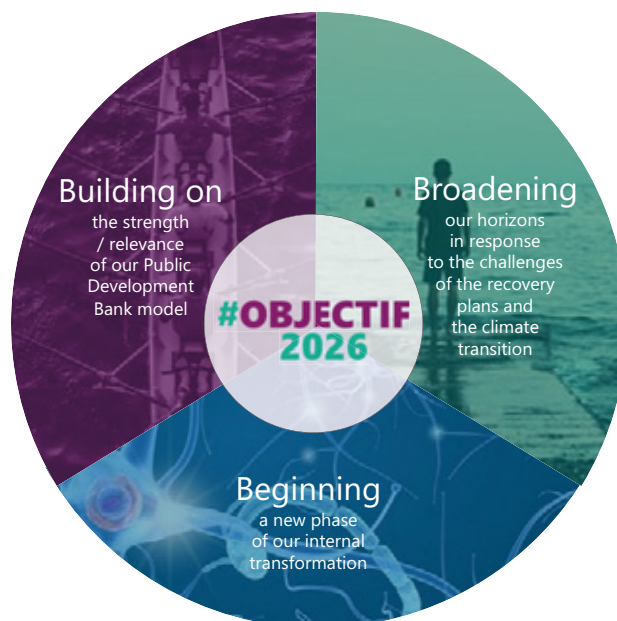 Building on
the strength
/ relevance
of our Public
Development
Bank model
Broadening
our horizons
in response
to the challenges
of the recovery
plans and
the climate
transition
#OBJECTIF
2026
Beginning
a new phase
of our internal
transformation